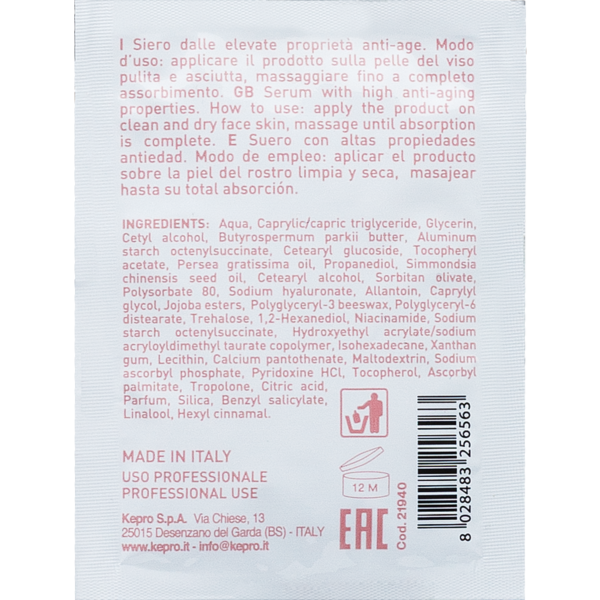 I Siero dalle elevate proprietà anti-age. Modo
d'uso: applicare il prodotto sulla pelle del viso
pulita e asciutta, massaggiare fino a completo
assorbimento. GB Serum with high anti-aging
properties. How to use: apply the product on
clean and dry face skin, massage until absorption
is complete. E Suero con altas propiedades
antiedad. Modo de empleo: aplicar el producto
sobre la piel del rostro limpia y seca, masajear
hasta su total absorción.
INGREDIENTS: Aqua, Caprylic/capric triglyceride, Glycerin,
Cetyl alcohol, Butyrospermum parkii butter, Aluminum
starch octenylsuccinate, Cetearyl glucoside, Tocopheryl
acetate, Persea gratissima oil, Propanediol, Simmondsia
chinensis seed oil, Cetearyl alcohol, Sorbitan olivate,
Polysorbate 80, Sodium hyaluronate, Allantoin, Caprylyl
glycol, Jojoba esters, Polyglyceryl-3 beeswax, Polyglyceryl-6
distearate, Trehalose, 1,2-Hexanediol, Niacinamide, Sodium
starch octenylsuccinate, Hydroxyethyl acrylate/sodium
acryloyldimethyl taurate copolymer, Isohexadecane, Xanthan
gum, Lecithin, Calcium pantothenate, Maltodextrin, Sodium
ascorbyl phosphate, Pyridoxine HCl, Tocopherol, Ascorbyl
palmitate, Tropolone, Citric acid,
Parfum, Silica, Benzyl salicylate,
Linalool, Hexyl cinnamal.
MADE IN ITALY
USO PROFESSIONALE
PROFESSIONAL USE
Kepro S.p.A. Via Chiese, 13
25015 Desenzano del Garda (BS) - ITALY
www.kepro.it - info@kepro.it
12 M
EAC
Cod. 21940
8 028483 256563